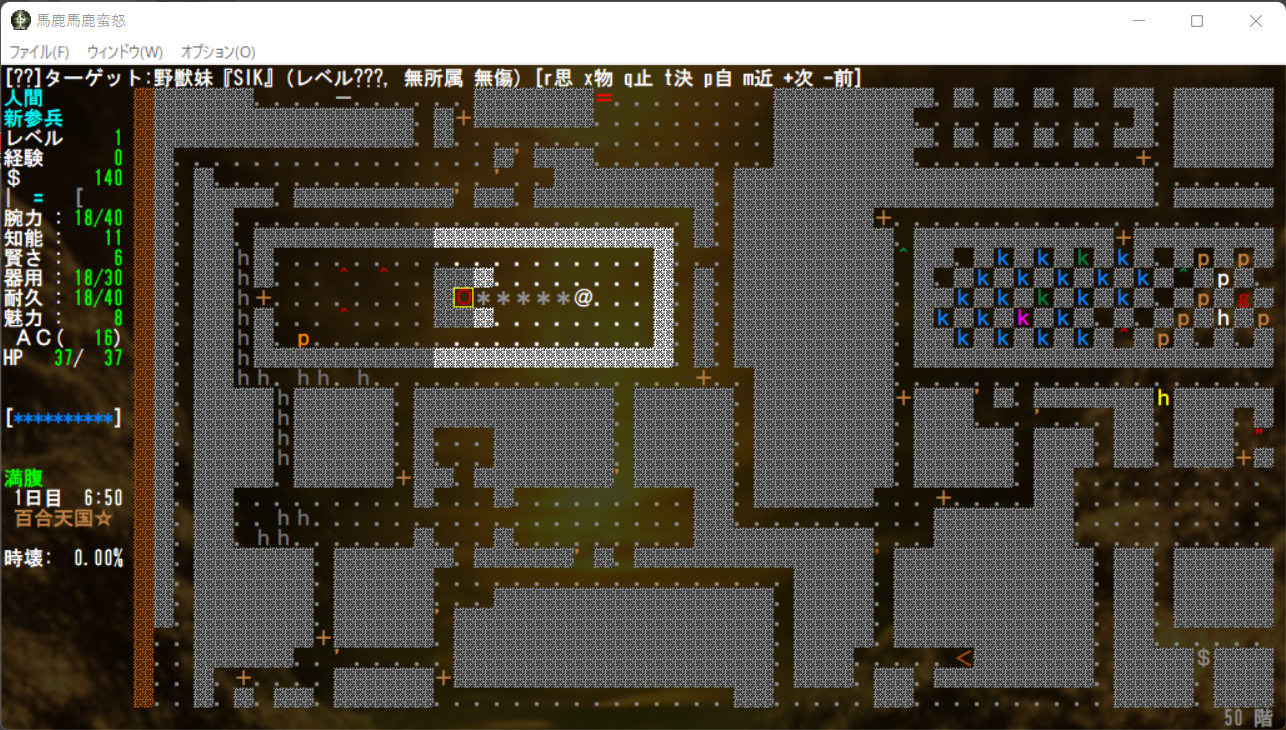 馬鹿馬鹿蛮怒
ファイル(F) ウィンドウ(W) オプション(O)
[??]ターゲット:野獣妹『SIK』(レベル???, 無所属 無傷) [r思 x物 q止 t決 p自 m近 +次 -前]
人間
新参兵
レベル 1
経験 0
$ 140
| = [
腕力 : 18/40
知能 : 11
賢さ : 6
器用 : 18/30
耐久 : 18/40
魅力 : 8
AC( 16)
HP 37/ 37
[**********]
満腹
1日目 6:50
百合天国☆
時壊: 0.00%
50 階